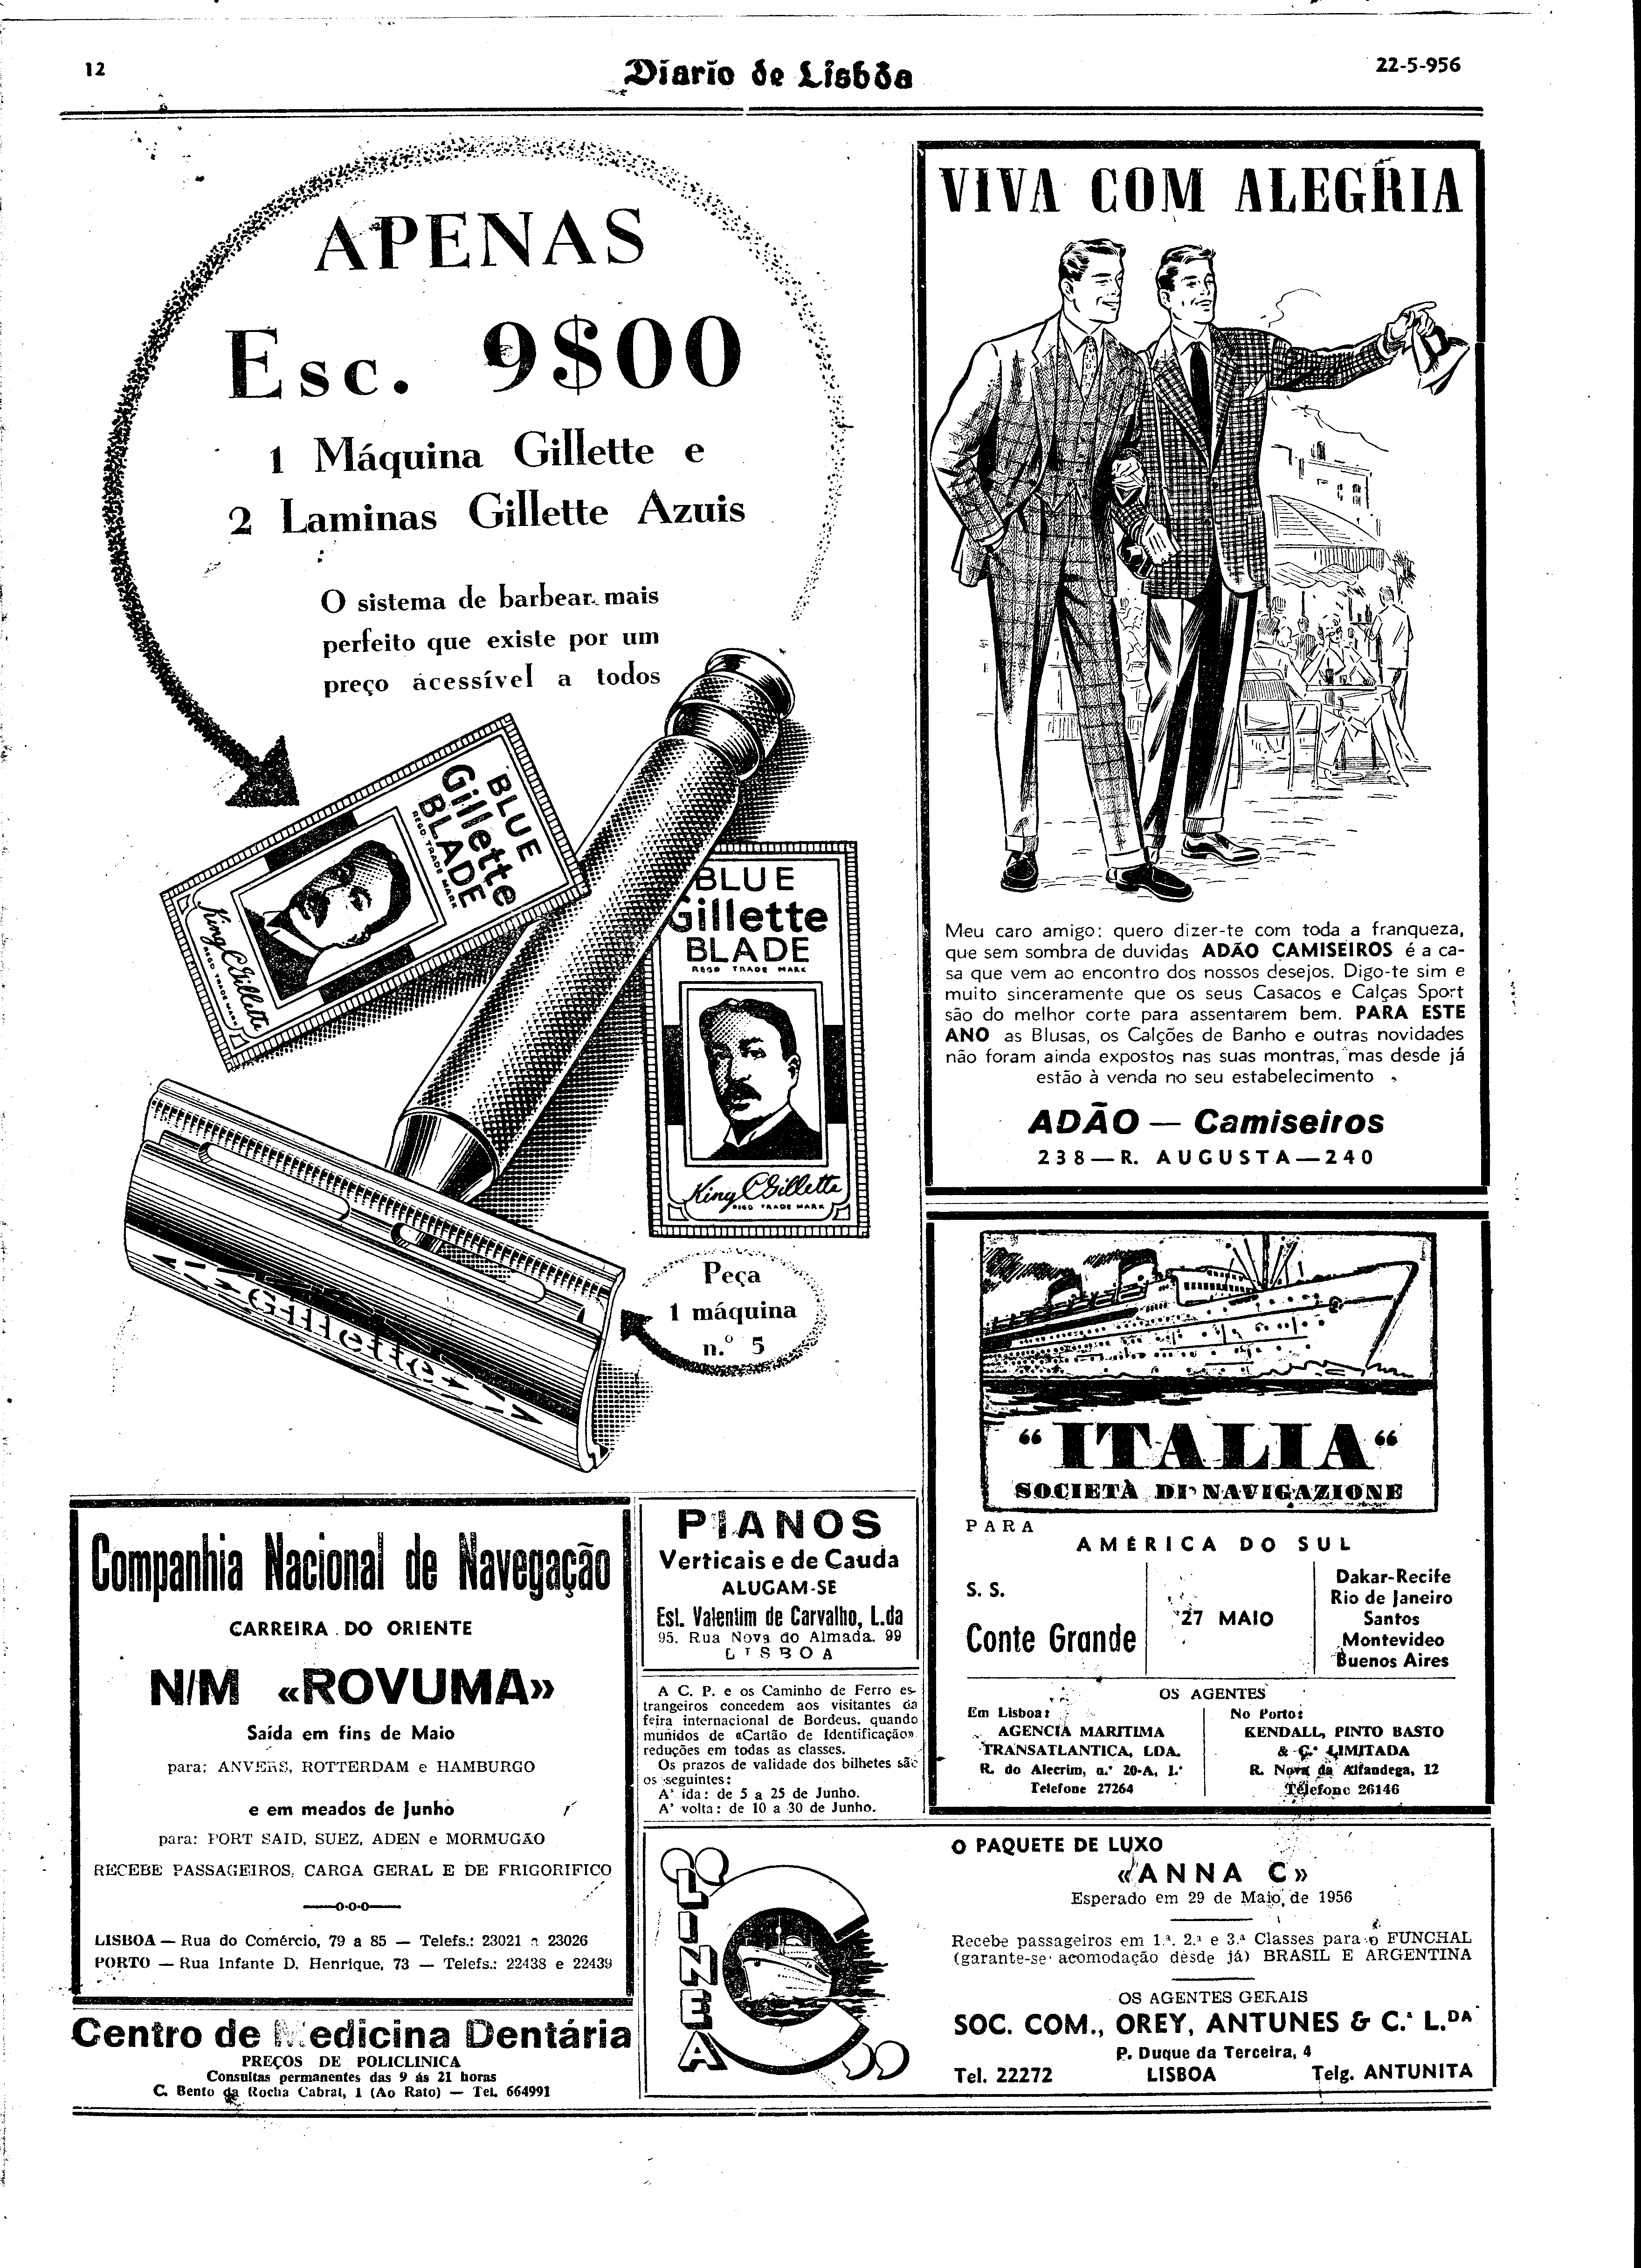 12
Diario de Lisbôa
22-5-956
APENAS
Esc. 9$00
1 Máquina Gillette e
2 Laminas Gillette Azuis
O sistema de barbear mais
perfeito que existe por um
preço acessível a todos
BLUE
Gillette
BLADE
REGD. TRADE MARK
King C Gillette
REGD TRADE MARK
BLUE
Gillette
BLADE
REGD TRADE MARK
King C Gillette
REGD TRADE MARK
Gillette
Peça
1 máquina
n.º 5
VIVA COM ALEGRIA
Meu caro amigo: quero dizer-te com toda a franqueza,
que sem sombra de duvidas ADÃO CAMISEIROS é a ca-
sa que vem ao encontro dos nossos desejos. Digo-te sim e
muito sinceramente que os seus Casacos e Calças Sport
são do melhor corte para assentarem bem. PARA ESTE
ANO as Blusas, os Calções de Banho e outras novidades
não foram ainda expostos nas suas montras, mas desde já
estão à venda no seu estabelecimento
ADÃO — Camiseiros
238—R. AUGUSTA—240
"ITALIA"
SOCIETÀ DI NAVIGAZIONE
PARA
AMÉRICA DO SUL
S. S.
Conte Grande
27 MAIO
Dakar-Recife
Rio de Janeiro
Santos
Montevideo
Buenos Aires
OS AGENTES
Em Lisboa:
AGENCIA MARITIMA
TRANSATLANTICA, LDA.
R. do Alecrim, n.º 20-A, 1.º
Telefone 27264
No Porto:
KENDALL, PINTO BASTO
& C.ª LIMITADA
R. Nova da Alfandega, 12
Telefone 26146
Companhia Nacional de Navegação
CARREIRA DO ORIENTE
N/M «ROVUMA»
Saída em fins de Maio
para: ANVERS, ROTTERDAM e HAMBURGO
e em meados de Junho
para: PORT SAID, SUEZ, ADEN e MORMUGÃO
RECEBE PASSAGEIROS, CARGA GERAL E DE FRIGORIFICO
——o-o-o——
LISBOA — Rua do Comércio, 79 a 85 — Telefs.: 23021 a 23026
PORTO — Rua Infante D. Henrique, 73 — Telefs.: 22438 e 22439
Centro de Medicina Dentária
PREÇOS DE POLICLINICA
Consultas permanentes das 9 ás 21 horas
C. Bento da Rocha Cabral, 1 (Ao Rato) — Tel. 664991
PIANOS
Verticais e de Cauda
ALUGAM-SE
Est. Valentim de Carvalho, L.da
95, Rua Nova do Almada, 99
LISBOA
A C. P. e os Caminho de Ferro es-
trangeiros concedem aos visitantes da
feira internacional de Bordeus, quando
munidos de «Cartão de Identificação»
reduções em todas as classes.
Os prazos de validade dos bilhetes são
os seguintes:
A' ida: de 5 a 25 de Junho.
A' volta: de 10 a 30 de Junho.
LINEA
C
O PAQUETE DE LUXO
«ANNA C»
Esperado em 29 de Maio, de 1956
Recebe passageiros em 1.ª, 2.ª e 3.ª Classes para o FUNCHAL
(garante-se acomodação desde já) BRASIL E ARGENTINA
OS AGENTES GERAIS
SOC. COM., OREY, ANTUNES & C.ª L.DA
P. Duque da Terceira, 4
Tel. 22272 LISBOA Telg. ANTUNITA